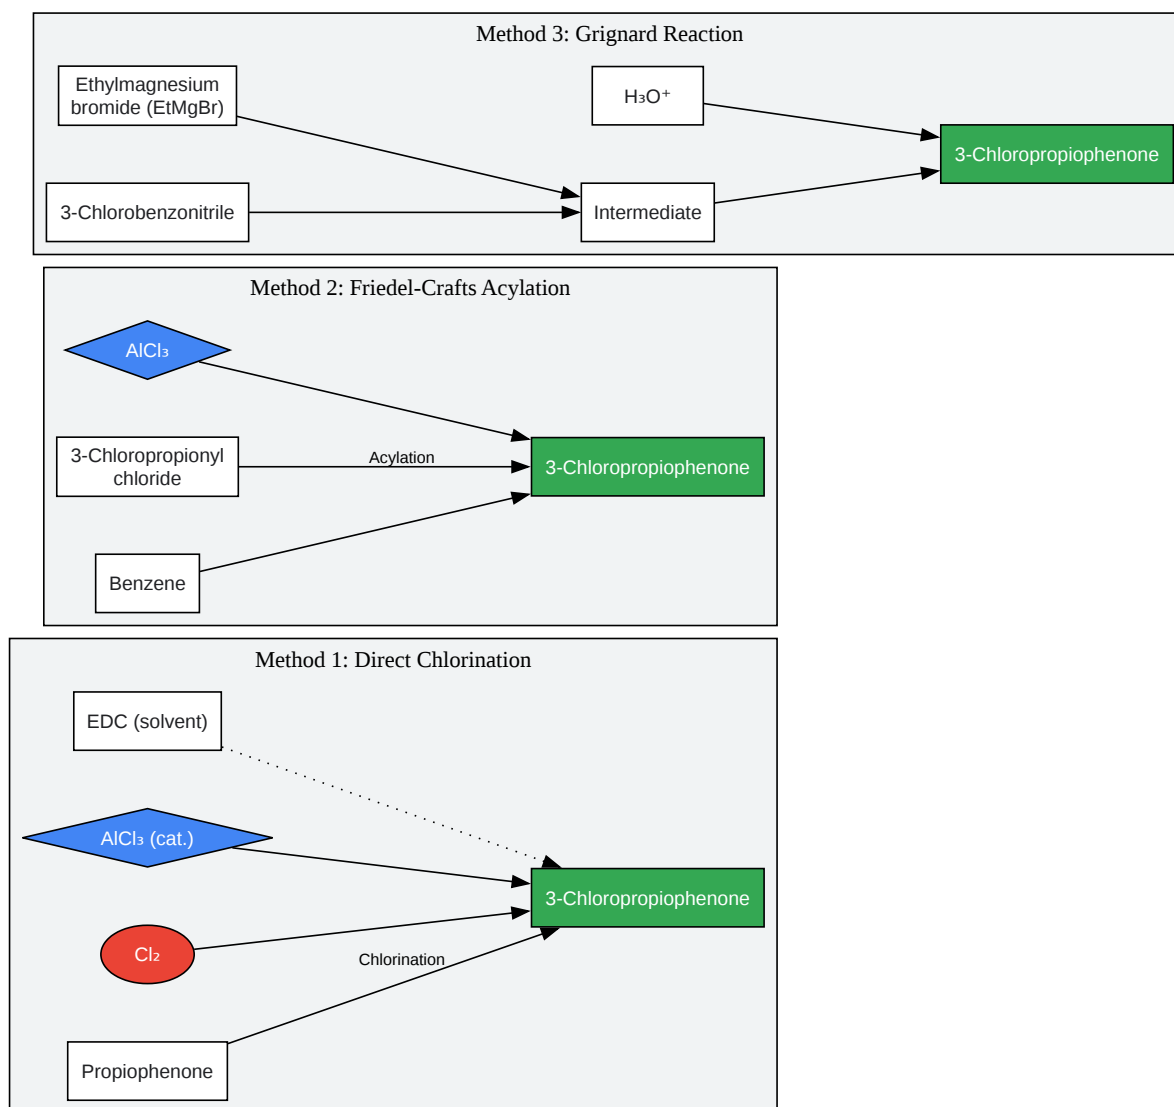 Method 3: Grignard Reaction
Ethylmagnesium
bromide (EtMgBr)
H₃O⁺
3-Chloropropiophenone
3-Chlorobenzonitrile
Intermediate
Method 2: Friedel-Crafts Acylation
AlCl₃
3-Chloropropionyl
chloride
Acylation
3-Chloropropiophenone
Benzene
Method 1: Direct Chlorination
EDC (solvent)
AlCl₃ (cat.)
3-Chloropropiophenone
Cl₂
Chlorination
Propiophenone